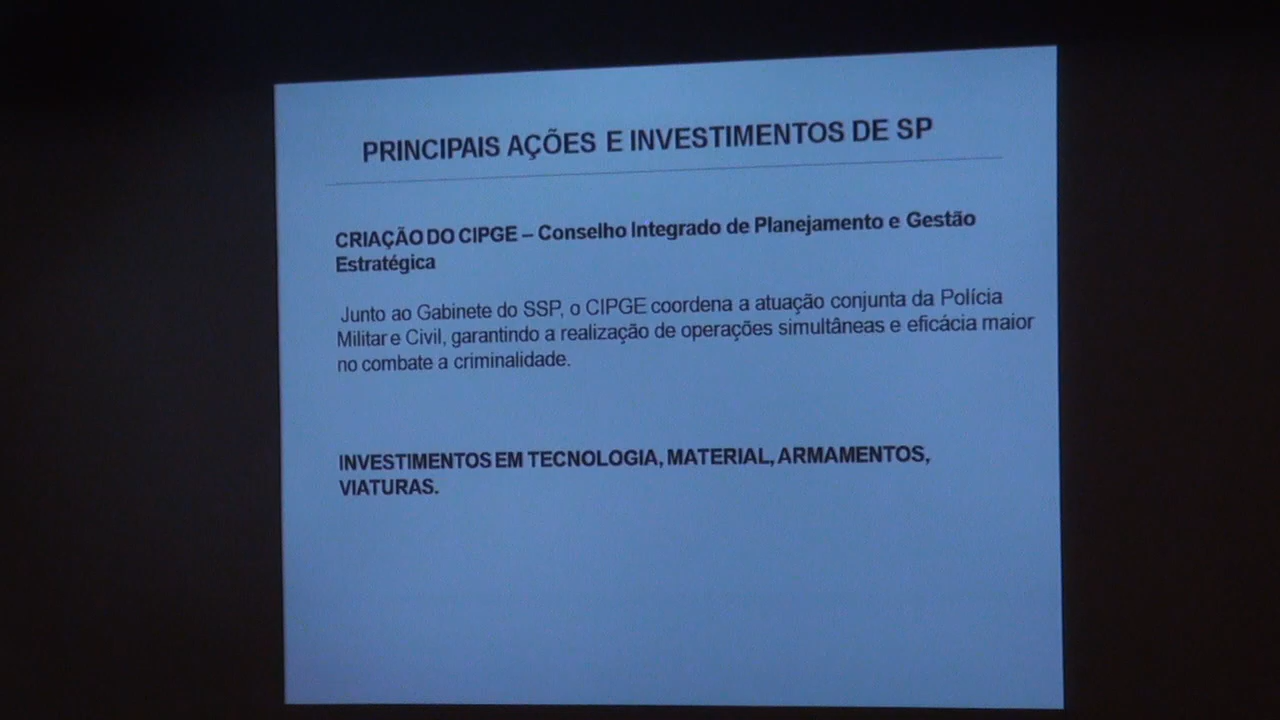 PRINCIPAIS AÇÕES E INVESTIMENTOS DE SP
CRIAÇÃO DO CIPGE – Conselho Integrado de Planejamento e Gestão
Estratégica
Junto ao Gabinete do SSP, o CIPGE coordena a atuação conjunta da Polícia
Militar e Civil, garantindo a realização de operações simultâneas e eficácia maior
no combate a criminalidade.
INVESTIMENTOS EM TECNOLOGIA, MATERIAL, ARMAMENTOS,
VIATURAS.